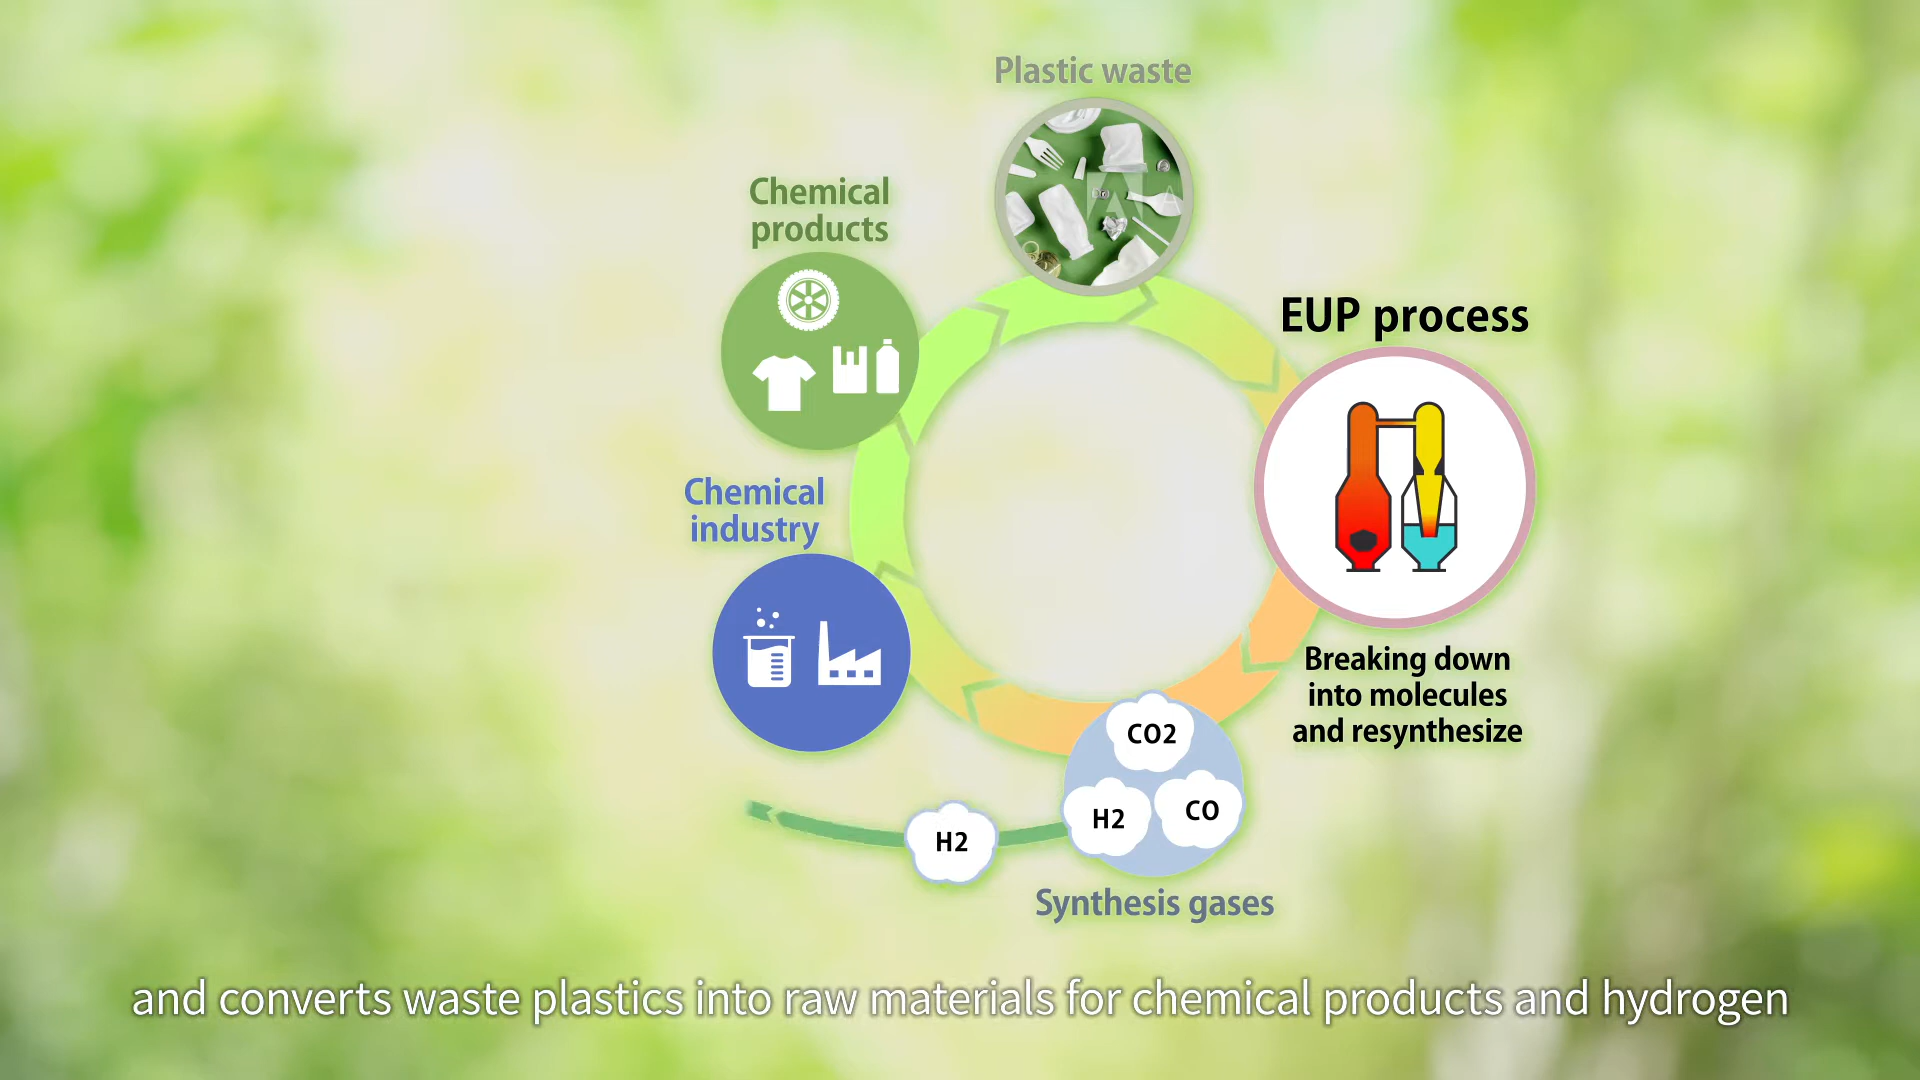 Plastic waste
Chemical
products
EUP process
Chemical
industry
Breaking down
into molecules
and resynthesize
CO2
H2
CO
H2
Synthesis gases
and converts waste plastics into raw materials for chemical products and hydrogen